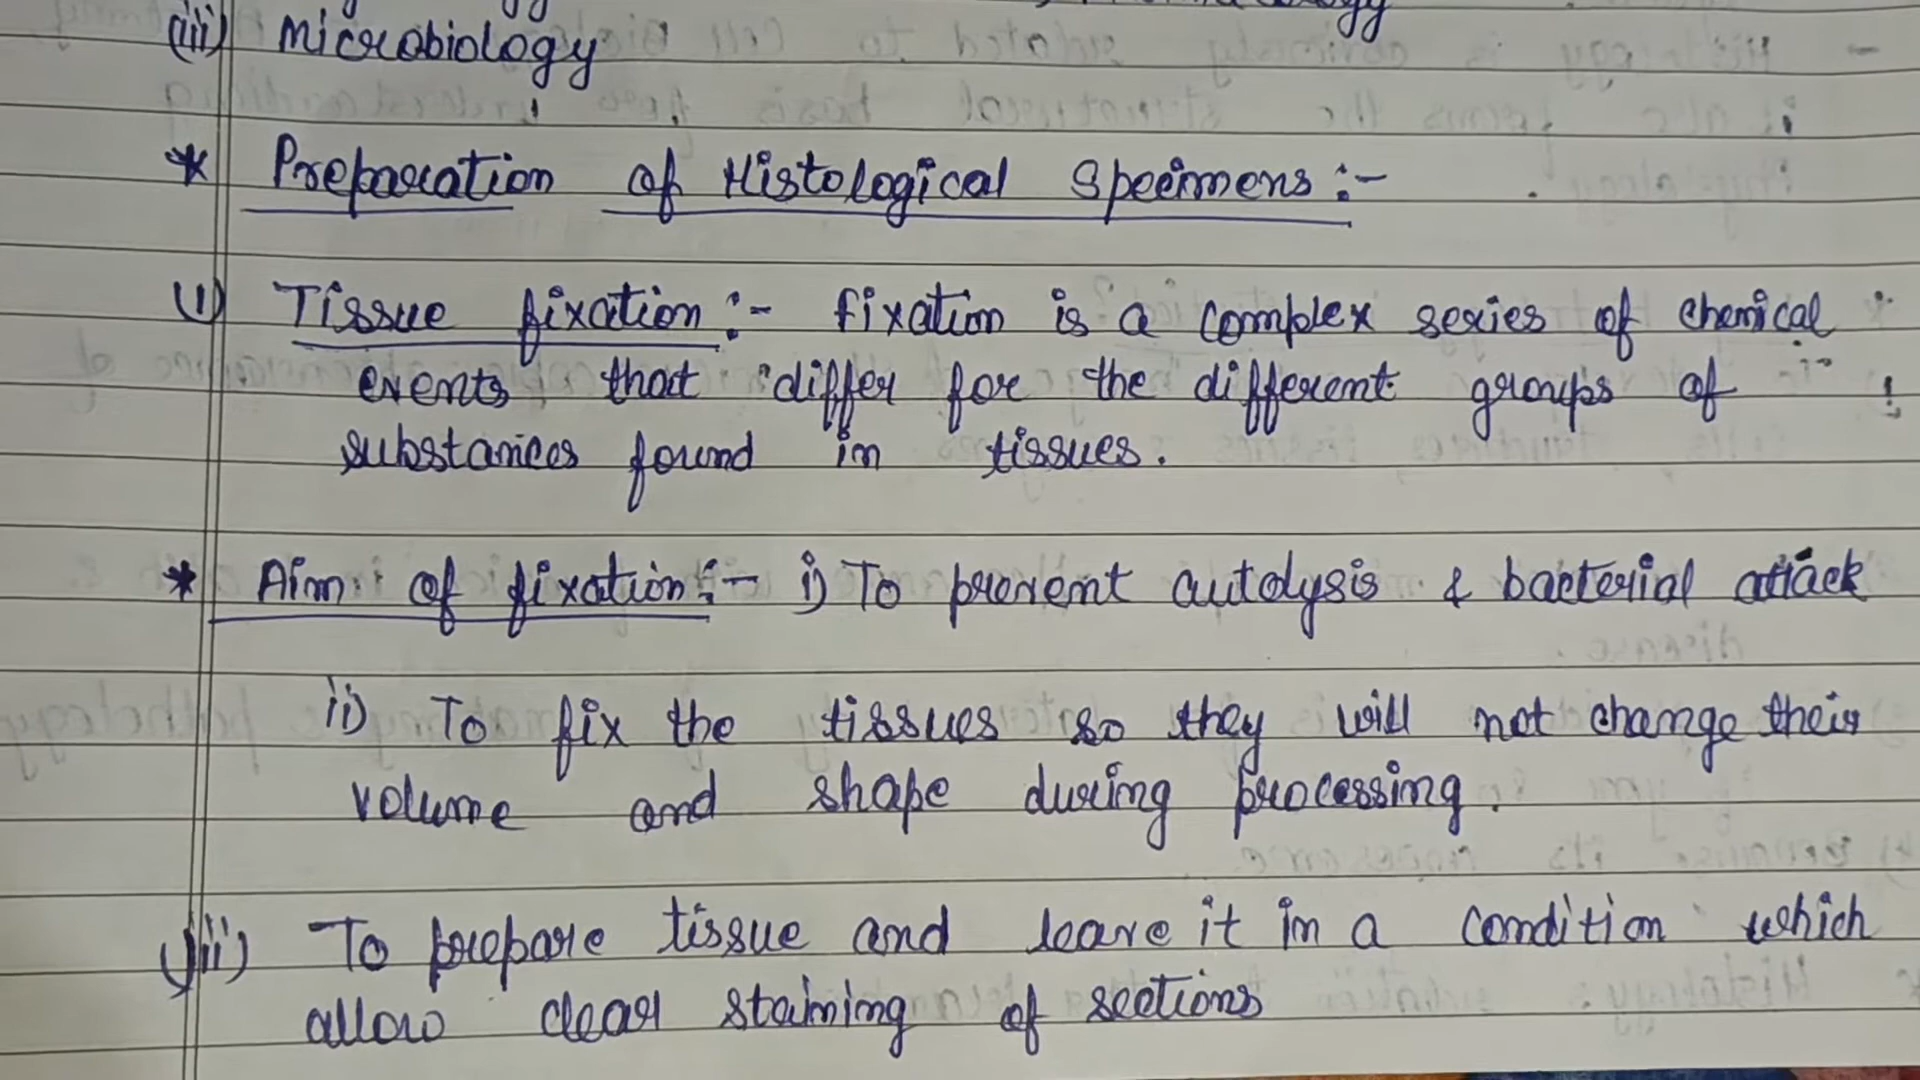 (iii) Microbiology
* Preparation of Histological Specimens :-
(1) Tissue fixation :- fixation is a complex series of chemical
events that differ for the different groups of
substances found in tissues.
* Aim of fixation :- i) To prevent autolysis & bacterial attack
ii) To fix the tissues so they will not change their
volume and shape during processing.
iii) To prepare tissue and leave it in a condition which
allow clear staining of sections